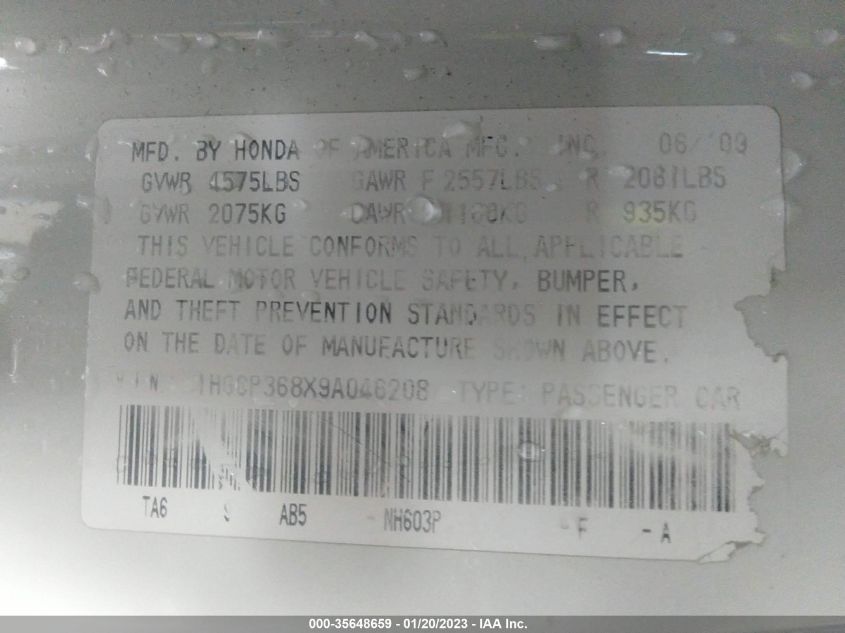 MFD. BY HONDA OF AMERICA MFG. INC. 06/09
GVWR 4575LBS GAWR F 2557LBS R 2081LBS
GVWR 2075KG GAWR R 935KG
THIS VEHICLE CONFORMS TO ALL APPLICABLE
FEDERAL MOTOR VEHICLE SAFETY, BUMPER,
AND THEFT PREVENTION STANDARDS IN EFFECT
ON THE DATE OF MANUFACTURE SHOWN ABOVE.
V.I.N. 1HGCP368X9A046208 TYPE: PASSENGER CAR
TA6 AB5 - NH603P - F - A
000-35648659 - 01/20/2023 - IAA Inc.